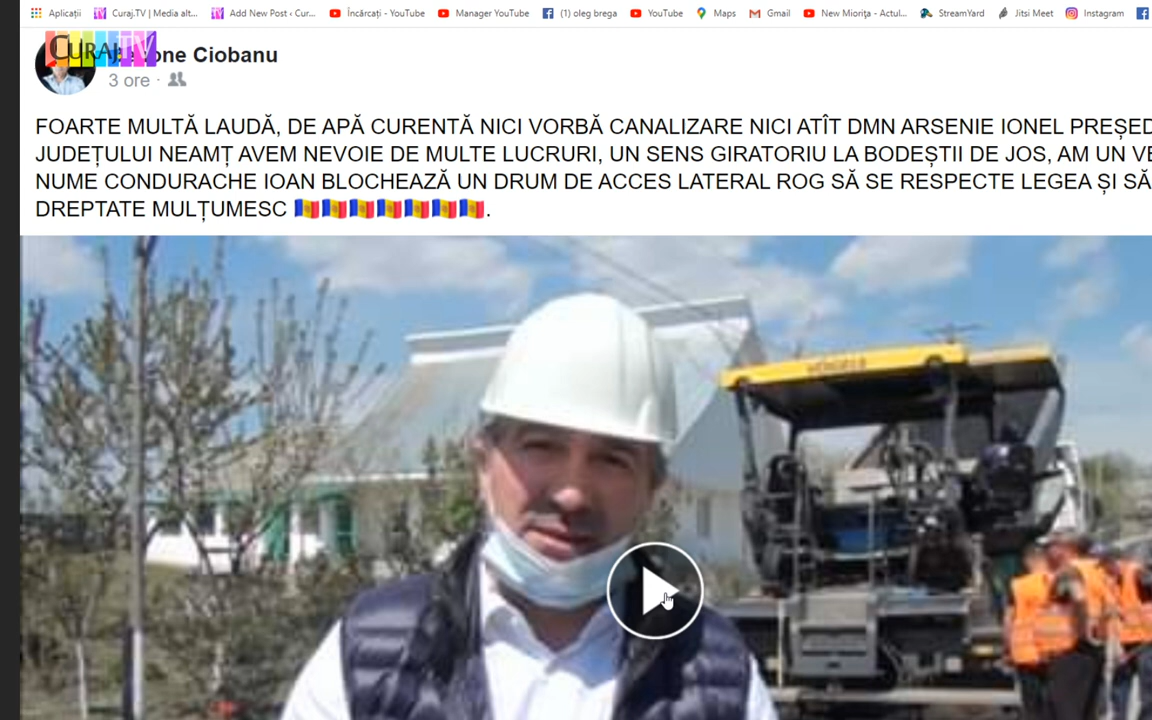 Aplicații Curaj.TV | Media alt... Add New Post ‹ Cur... Încărcați - YouTube Manager YouTube (1) oleg brega YouTube Maps Gmail New Miorița - Actul... StreamYard Jitsi Meet Instagram
CURAJ.TV
one Ciobanu
3 ore ·
FOARTE MULTĂ LAUDĂ, DE APĂ CURENTĂ NICI VORBĂ CANALIZARE NICI ATÎT DMN ARSENIE IONEL PREȘED
JUDEȚULUI NEAMȚ AVEM NEVOIE DE MULTE LUCRURI, UN SENS GIRATORIU LA BODEȘTII DE JOS, AM UN VE
NUME CONDURACHE IOAN BLOCHEAZĂ UN DRUM DE ACCES LATERAL ROG SĂ SE RESPECTE LEGEA ȘI SĂ
DREPTATE MULȚUMESC 🇲🇩🇲🇩🇲🇩🇲🇩🇲🇩🇲🇩🇲🇩.